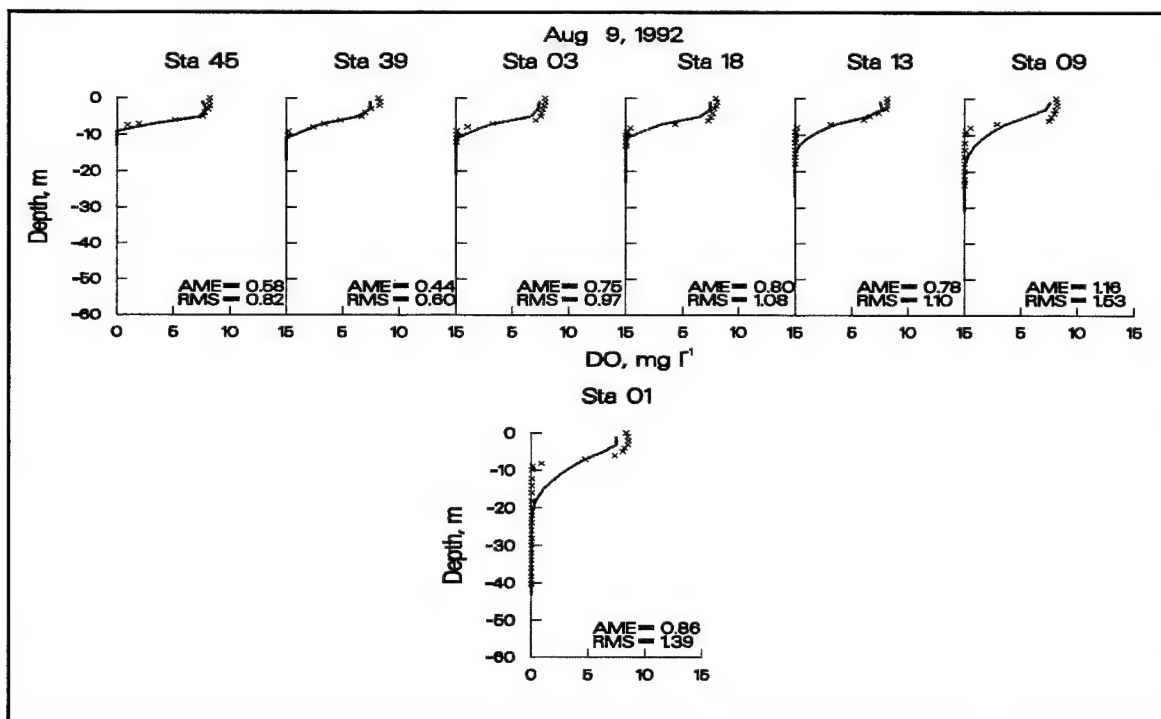 Aug 9, 1992
Sta 45 Sta 39 Sta 03 Sta 18 Sta 13 Sta 09
0
-10
-20
-30
-40
-50
-60
Depth, m
AME = 0.58
RMS = 0.82
AME = 0.44
RMS = 0.60
AME = 0.75
RMS = 0.97
AME = 0.80
RMS = 1.08
AME = 0.78
RMS = 1.10
AME = 1.16
RMS = 1.53
0 5 10 15 5 10 15 5 10 15 5 10 15 5 10 15 5 10 15
DO, mg l¹
Sta 01
0
-10
-20
-30
-40
-50
-60
Depth, m
AME = 0.86
RMS = 1.39
0 5 10 15